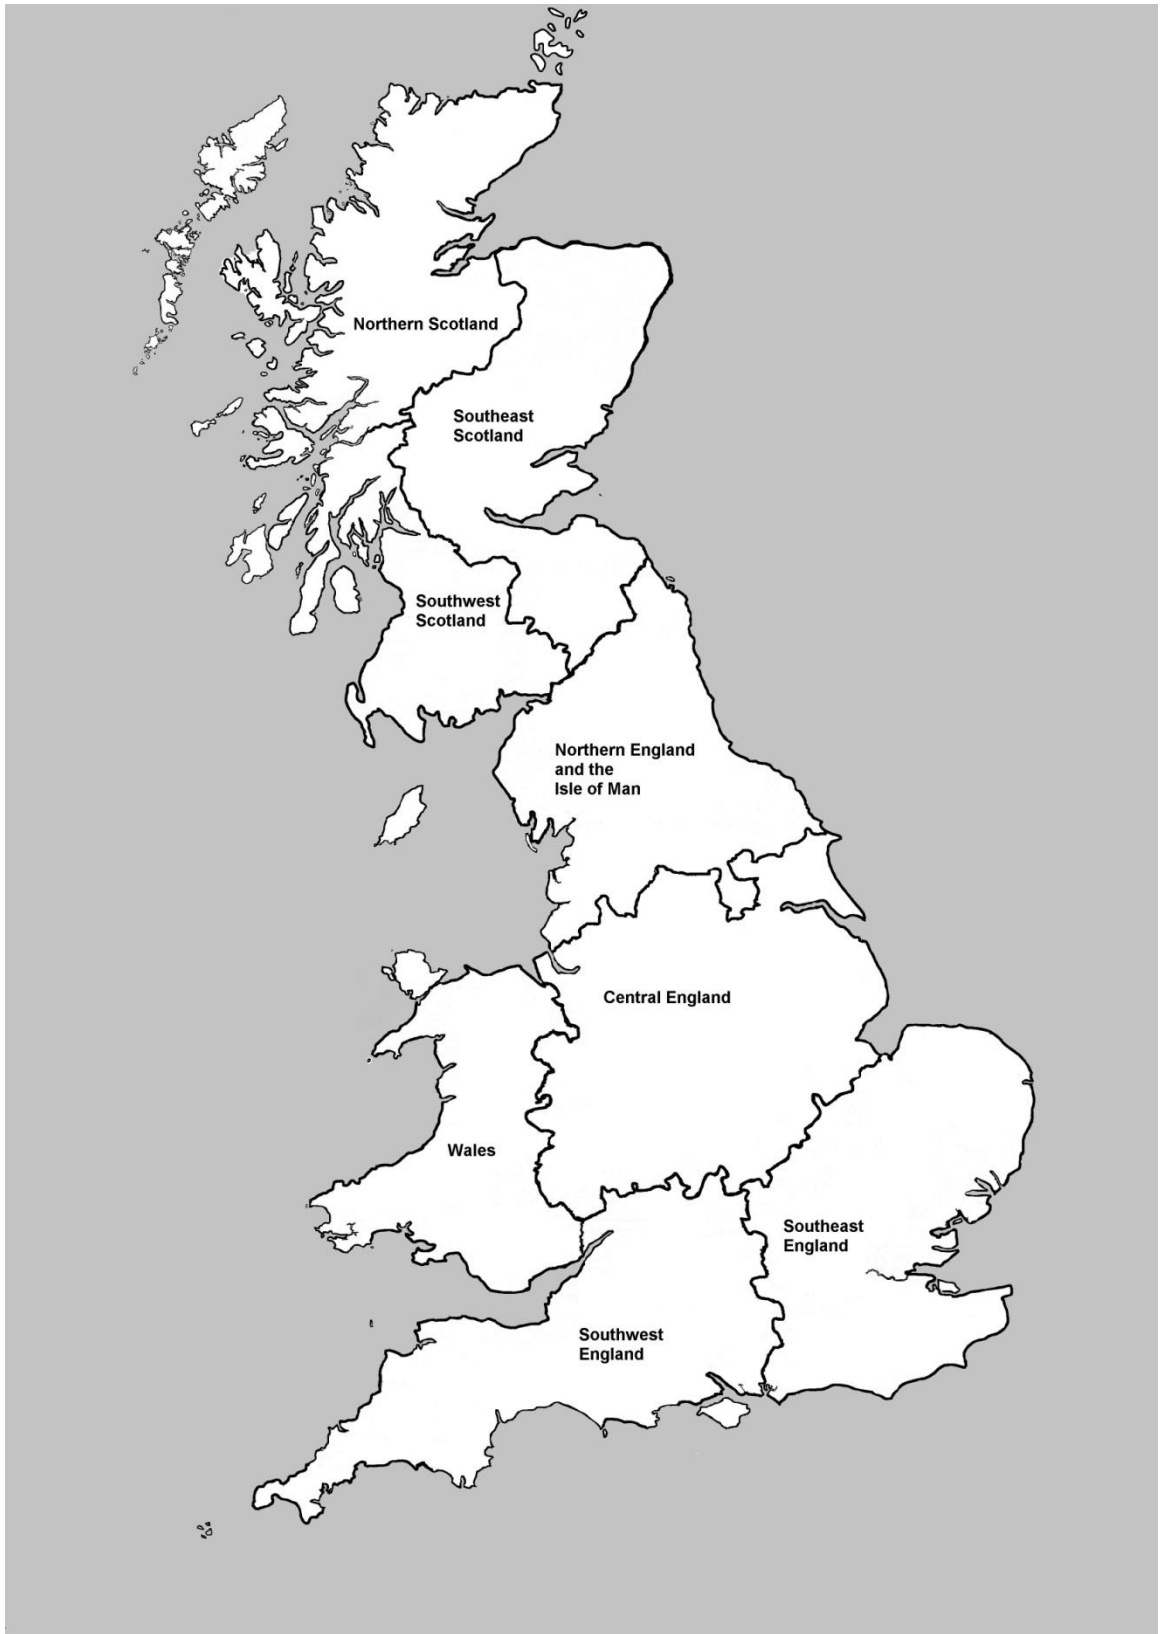 Northern Scotland
Southeast
Scotland
Southwest
Scotland
Northern England
and the
Isle of Man
Central England
Wales
Southeast
England
Southwest
England